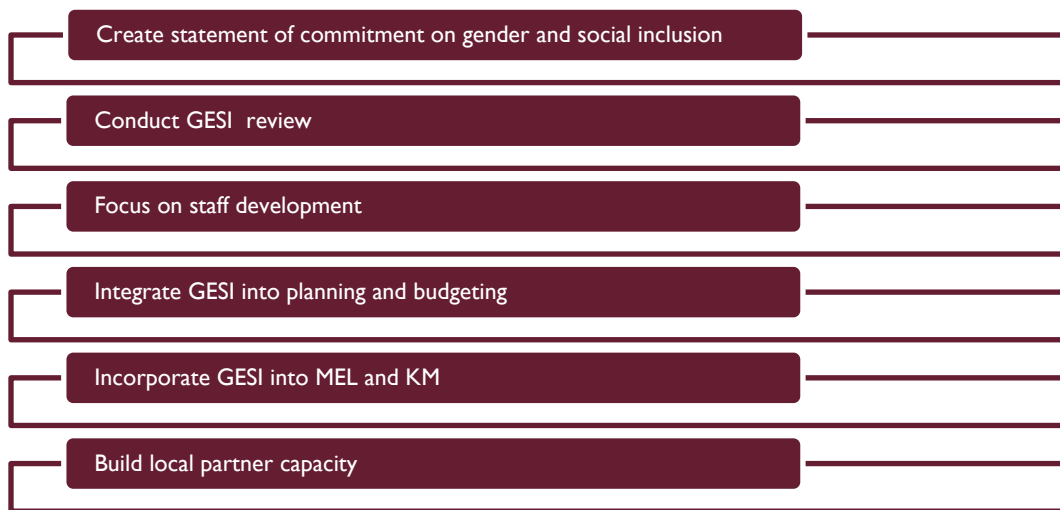 Create statement of commitment on gender and social inclusion
Conduct GESI review
Focus on staff development
Integrate GESI into planning and budgeting
Incorporate GESI into MEL and KM
Build local partner capacity